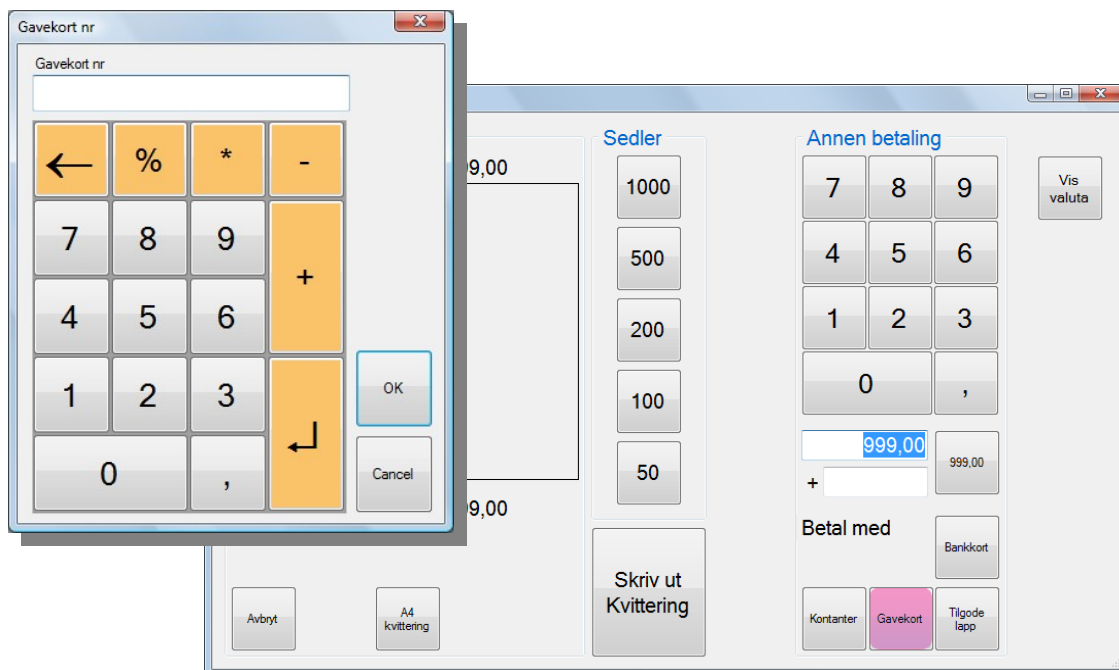 Gavekort nr
Gavekort nr
← % * -
7 8 9
+
4 5 6
1 2 3
0 ,
OK
Cancel
9,00
9,00
Avbryt
A4
kvittering
Sedler
1000
500
200
100
50
Skriv ut
Kvittering
Annen betaling
7 8 9
4 5 6
1 2 3
0 ,
999,00
999,00
+
Betal med
Bankkort
Kontanter
Gavekort
Tilgode
lapp
Vis
valuta